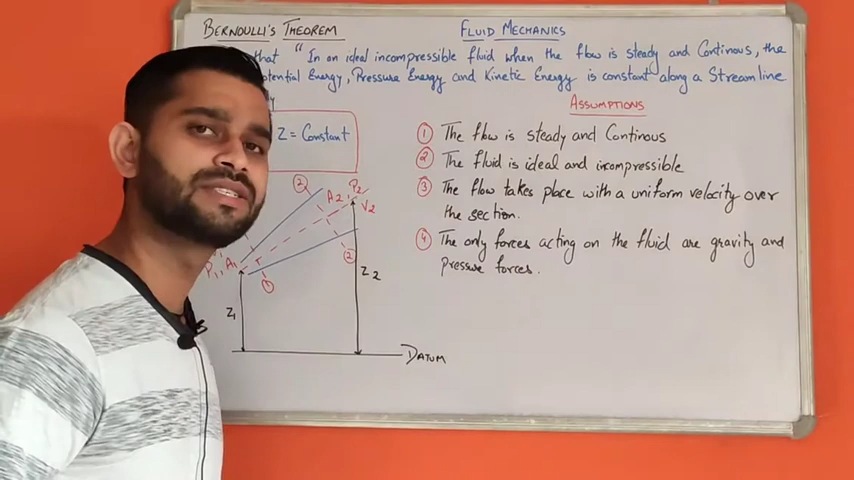 BERNOULLI'S THEOREM
FLUID MECHANICS
that "In an ideal incompressible fluid when the flow is steady and Continous, the
Potential Energy, Pressure Energy and Kinetic Energy is constant along a Streamline
Z = Constant
ASSUMPTIONS
1 The flow is steady and Continous
2 The fluid is ideal and incompressible
3 The flow takes place with a uniform velocity over
the section.
4 The only forces acting on the fluid are gravity and
pressure forces.
2
A2, P2
V2
P1, A1
1
2
Z1
Z2
DATUM